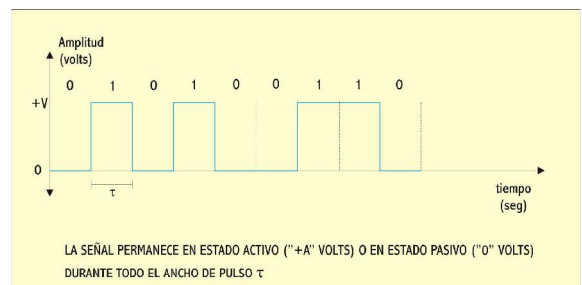 Amplitud
(volts)
0 1 0 1 0 0 1 1 0
+V
0
τ
tiempo
(seg)
LA SEÑAL PERMANECE EN ESTADO ACTIVO ("+A" VOLTS) O EN ESTADO PASIVO ("0" VOLTS)
DURANTE TODO EL ANCHO DE PULSO τ